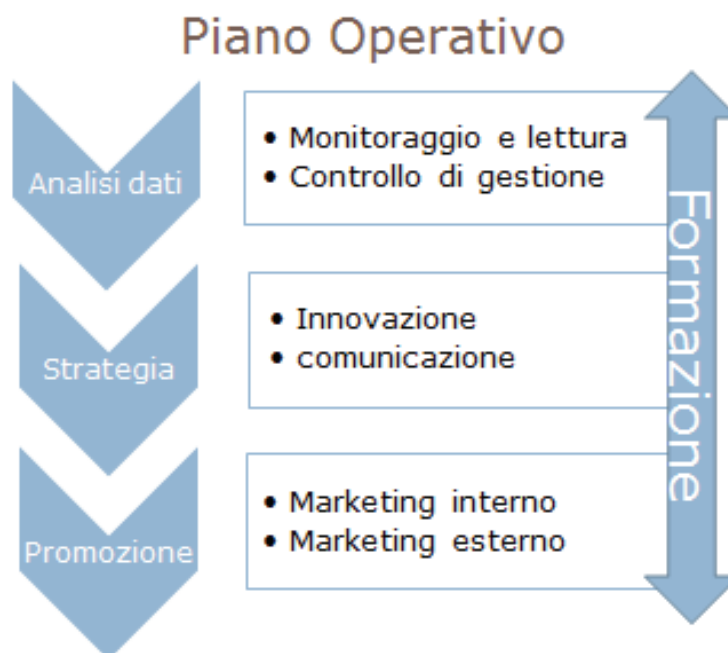 Piano Operativo
Analisi dati
• Monitoraggio e lettura
• Controllo di gestione
Strategia
• Innovazione
• comunicazione
Promozione
• Marketing interno
• Marketing esterno
Formazione